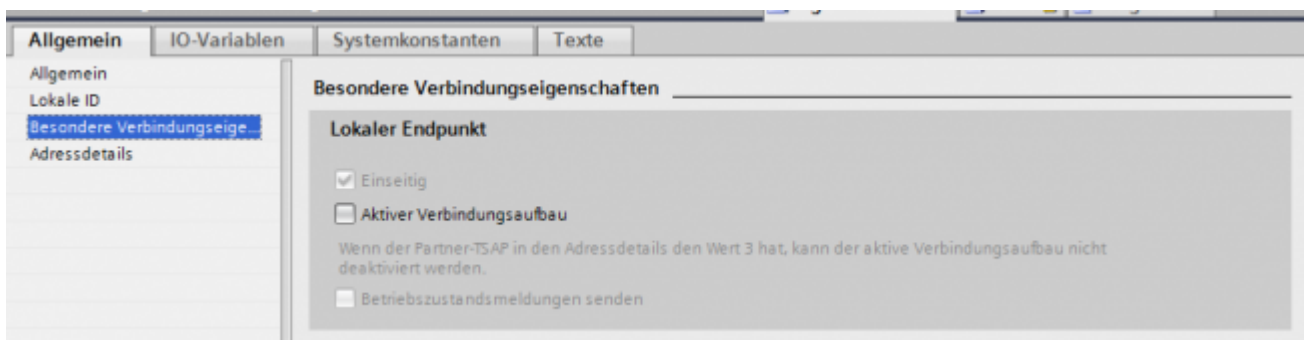 Allgemein IO-Variablen Systemkonstanten Texte
Allgemein
Lokale ID
Besondere Verbindungseige...
Adressdetails
Besondere Verbindungseigenschaften
Lokaler Endpunkt
Einseitig
Aktiver Verbindungsaufbau
Wenn der Partner-TSAP in den Adressdetails den Wert 3 hat, kann der aktive Verbindungsaufbau nicht
deaktiviert werden.
Betriebszustandsmeldungen senden